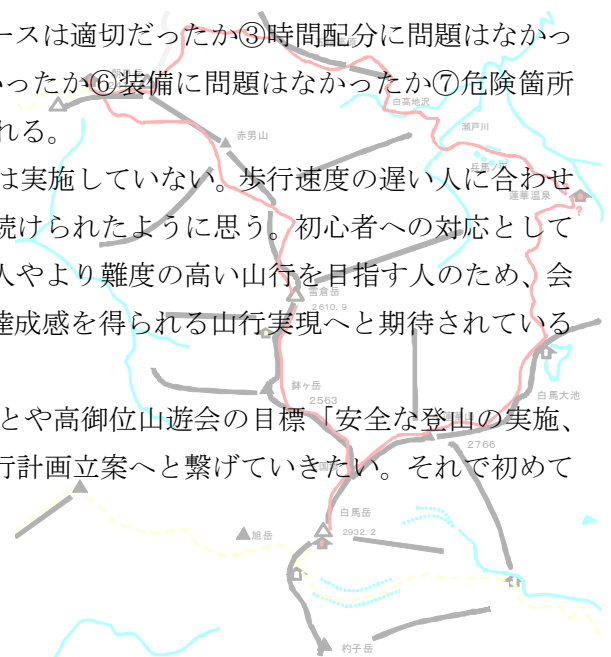 ースは適切だったか③時間配分に問題はなかっ
ったか⑥装備に問題はなかったか⑦危険箇所
れる。
は実施していない。歩行速度の遅い人に合わせ
続けられたように思う。初心者への対応として
人やより難度の高い山行を目指す人のため、会
達成感を得られる山行実現へと期待されている
とや高御位山遊会の目標「安全な登山の実施、
行計画立案へと繋げていきたい。それで初めて
白高地沢
瀬戸川
赤男山
兵馬ノ平
蓮華温泉
雪倉岳
2610.9
鉢ヶ岳
2563
白馬大池
2766
白馬岳
2932.2
旭岳
杓子岳